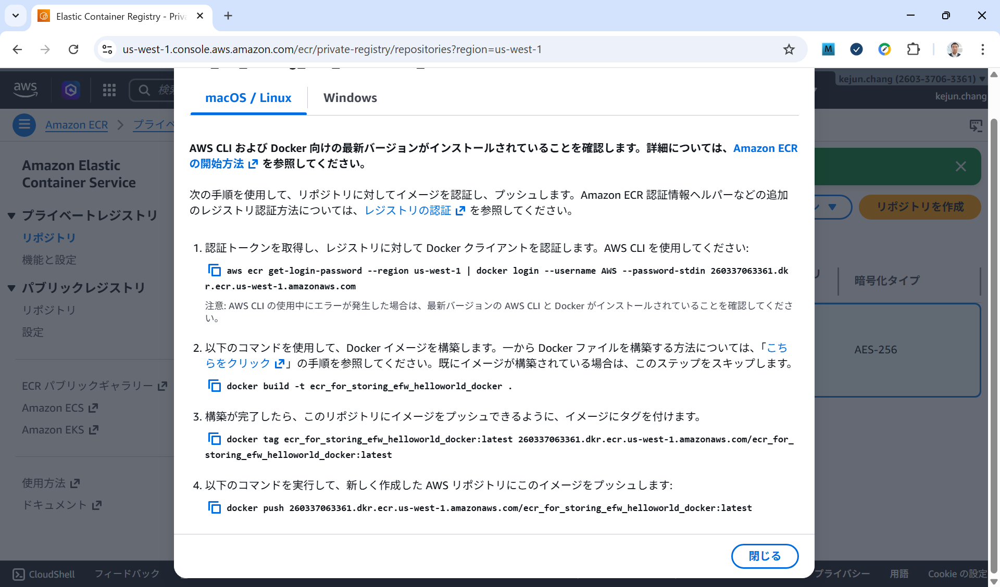 Elastic Container Registry - Priva
us-west-1.console.aws.amazon.com/ecr/private-registry/repositories?region=us-west-1
M
aws
検索
kejun.chang (2603-3706-3361)
kejun.chang
macOS / Linux
Windows
Amazon ECR
プライベ
AWS CLI および Docker 向けの最新バージョンがインストールされていることを確認します。詳細については、Amazon ECR
の開始方法 を参照してください。
次の手順を使用して、リポジトリに対してイメージを認証し、プッシュします。Amazon ECR 認証情報ヘルパーなどの追加
のレジストリ認証方法については、レジストリの認証 を参照してください。
1. 認証トークンを取得し、レジストリに対して Docker クライアントを認証します。AWS CLI を使用してください:
aws ecr get-login-password --region us-west-1 | docker login --username AWS --password-stdin 260337063361.dk
r.ecr.us-west-1.amazonaws.com
注意: AWS CLI の使用中にエラーが発生した場合は、最新バージョンの AWS CLI と Docker がインストールされていることを確認してくださ
い。
2. 以下のコマンドを使用して、Docker イメージを構築します。一から Docker ファイルを構築する方法については、「こち
らをクリック 」の手順を参照してください。既にイメージが構築されている場合は、このステップをスキップします。
docker build -t ecr_for_storing_efw_helloworld_docker .
3. 構築が完了したら、このリポジトリにイメージをプッシュできるように、イメージにタグを付けます。
docker tag ecr_for_storing_efw_helloworld_docker:latest 260337063361.dkr.ecr.us-west-1.amazonaws.com/ecr_for_
storing_efw_helloworld_docker:latest
4. 以下のコマンドを実行して、新しく作成した AWS リポジトリにこのイメージをプッシュします:
docker push 260337063361.dkr.ecr.us-west-1.amazonaws.com/ecr_for_storing_efw_helloworld_docker:latest
閉じる
Amazon Elastic
Container Service
プライベートレジストリ
リポジトリ
機能と設定
パブリックレジストリ
リポジトリ
設定
ECR パブリックギャラリー
Amazon ECS
Amazon EKS
使用方法
ドキュメント
リポジトリを作成
暗号化タイプ
AES-256
CloudShell
フィードバック
プライバシー
用語
Cookie の設定